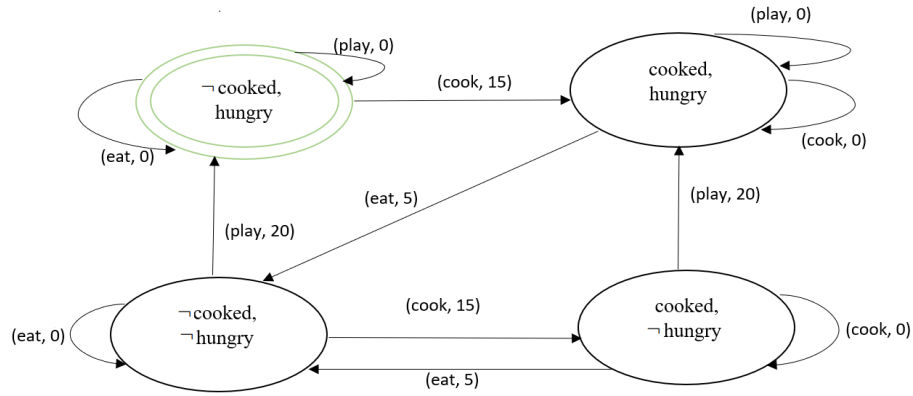 (play, 0)
(play, 0)
¬cooked,
hungry
(cook, 15)
cooked,
hungry
(cook, 0)
(eat, 0)
(eat, 5)
(play, 20)
(play, 20)
¬cooked,
¬hungry
(cook, 15)
cooked,
¬hungry
(eat, 0)
(cook, 0)
(eat, 5)